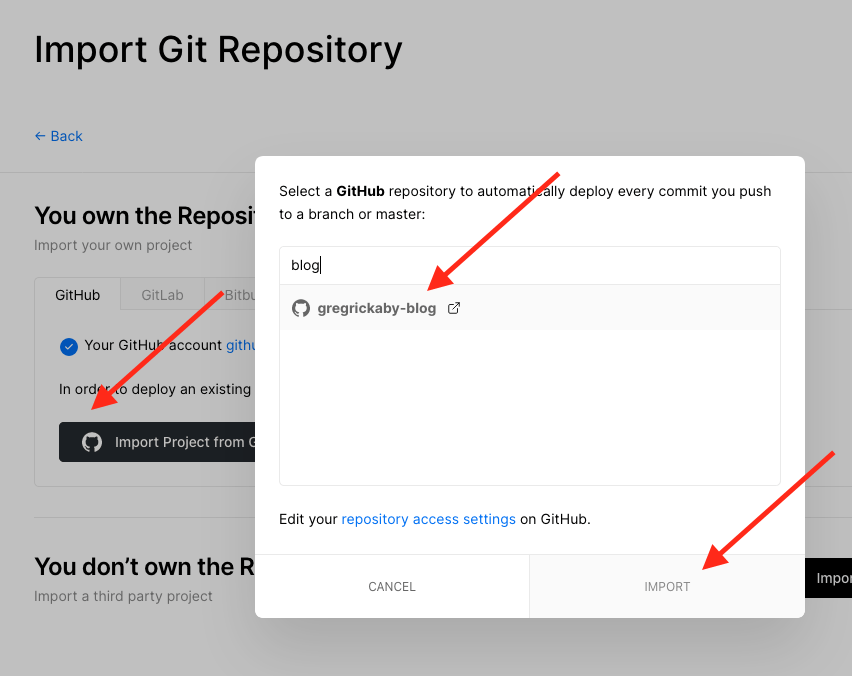 Import Git Repository
← Back
You own the Reposit
Import your own project
GitHub
GitLab
Bitbu
Your GitHub account githu
In order to deploy an existing
Import Project from G
You don’t own the R
Import a third party project
Impor
Select a GitHub repository to automatically deploy every commit you push
to a branch or master:
blog
gregrickaby-blog
Edit your repository access settings on GitHub.
CANCEL
IMPORT